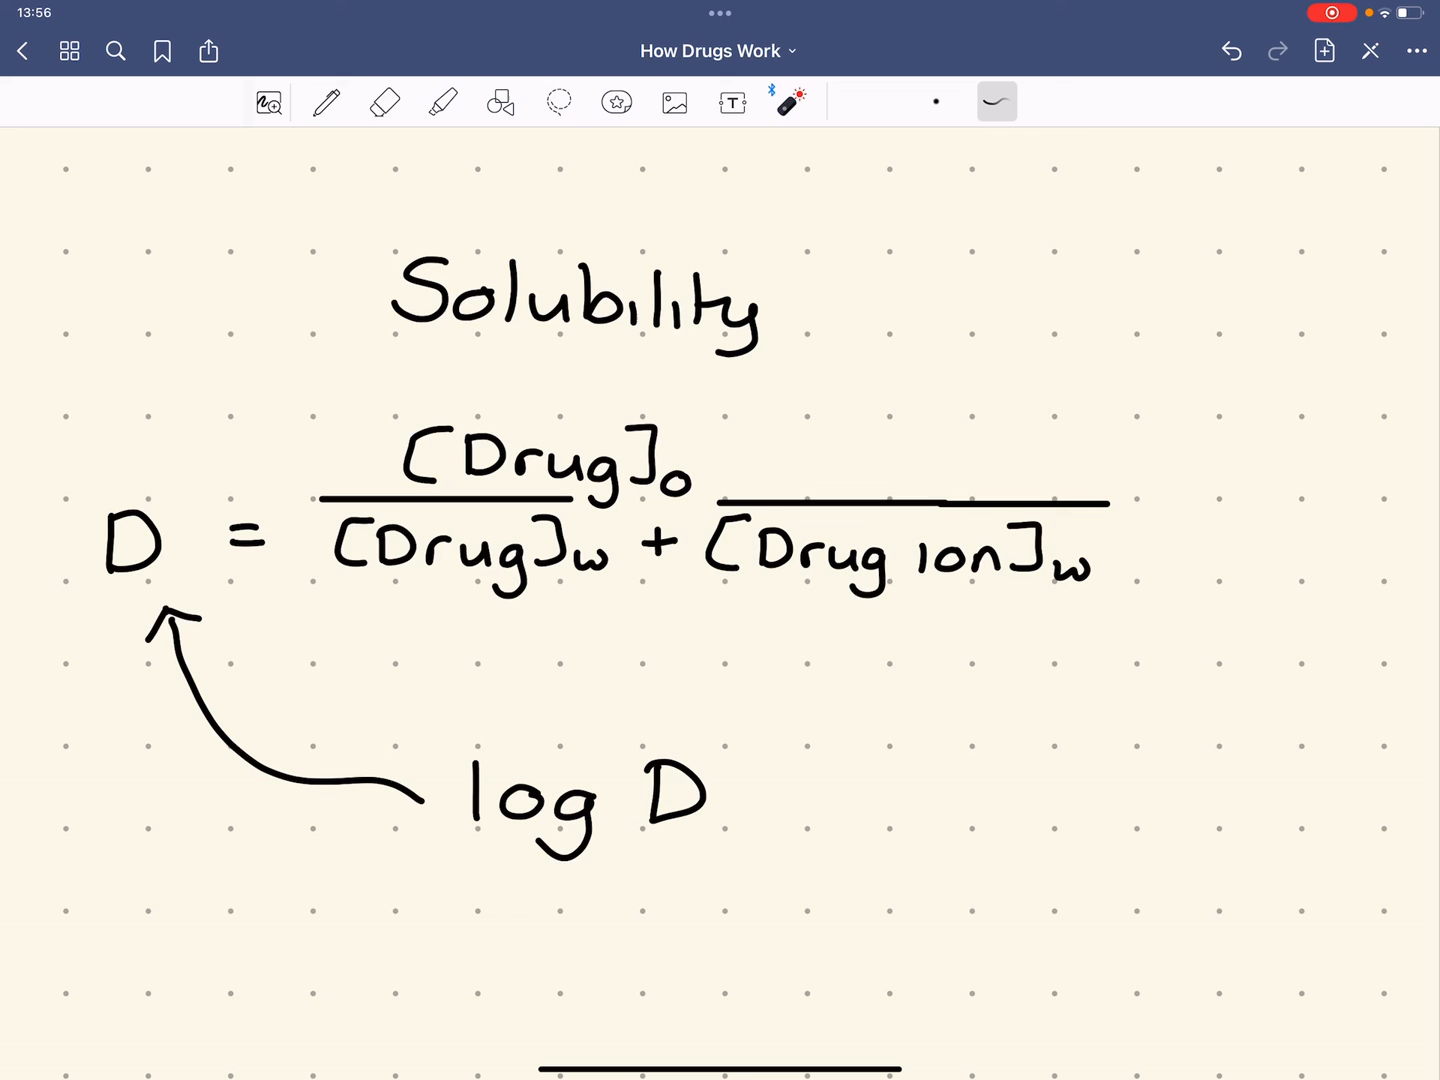 13:56
How Drugs Work
T
Solubility
[Drug]o
D = [Drug]w + [Drug ion]w
log D